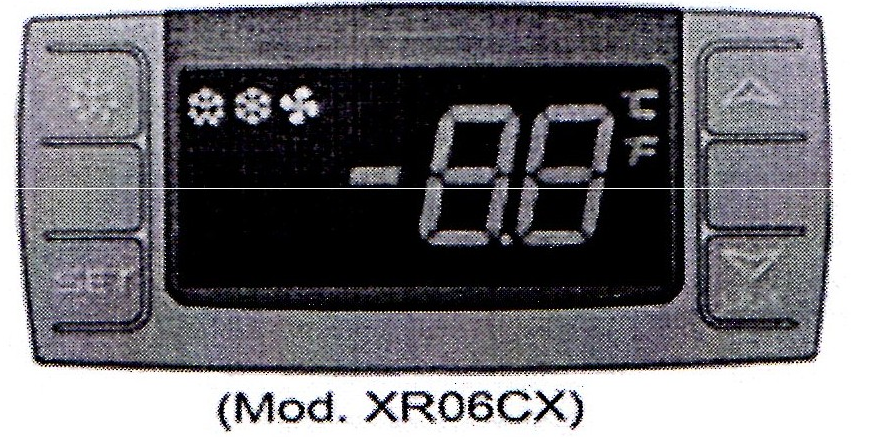 -8.8
°C
°F
SET
(Mod. XR06CX)